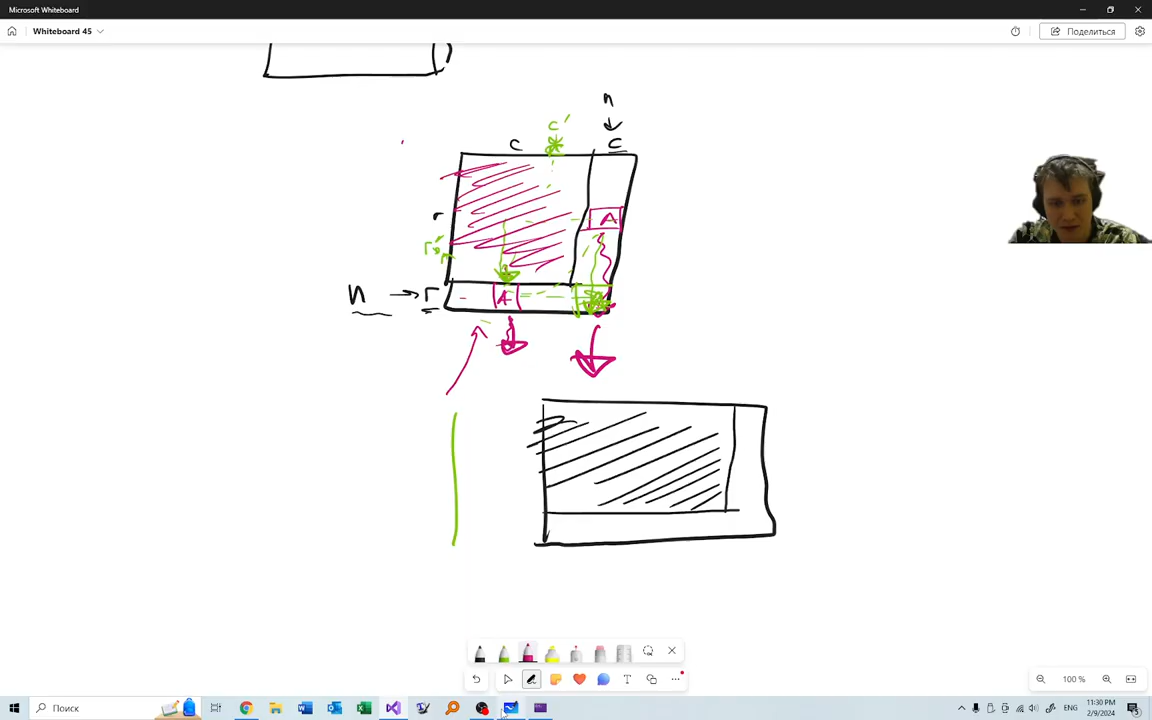 Microsoft Whiteboard
Whiteboard 45
Поделиться
n
c'
c
c
A
r
n
r
A
100 %
Поиск
ENG
11:30 PM
2/9/2024